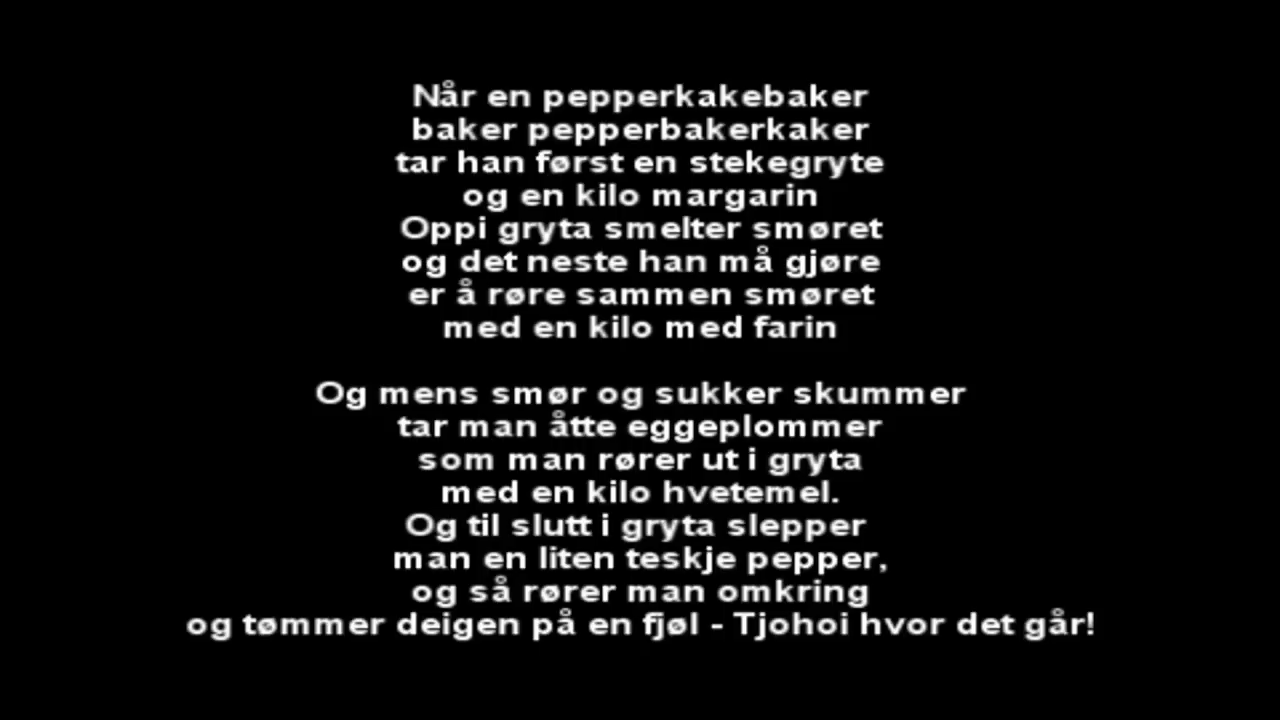 Når en pepperkakebaker
baker pepperbakerkaker
tar han først en stekegryte
og en kilo margarin
Oppi gryta smelter smøret
og det neste han må gjøre
er å røre sammen smøret
med en kilo med farin
Og mens smør og sukker skummer
tar man åtte eggeplommer
som man rører ut i gryta
med en kilo hvetemel.
Og til slutt i gryta slepper
man en liten teskje pepper,
og så rører man omkring
og tømmer deigen på en fjøl - Tjohoi hvor det går!